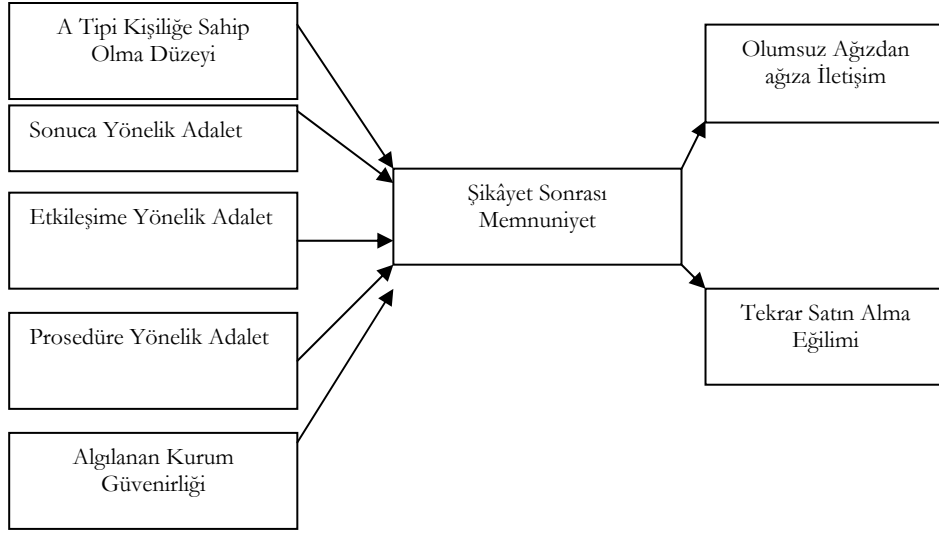 A Tipi Kişiliğe Sahip
Olma Düzeyi
Sonuca Yönelik Adalet
Etkileşime Yönelik Adalet
Prosedüre Yönelik Adalet
Algılanan Kurum
Güvenirliği
Şikâyet Sonrası
Memnuniyet
Olumsuz Ağızdan
ağıza İletişim
Tekrar Satın Alma
Eğilimi